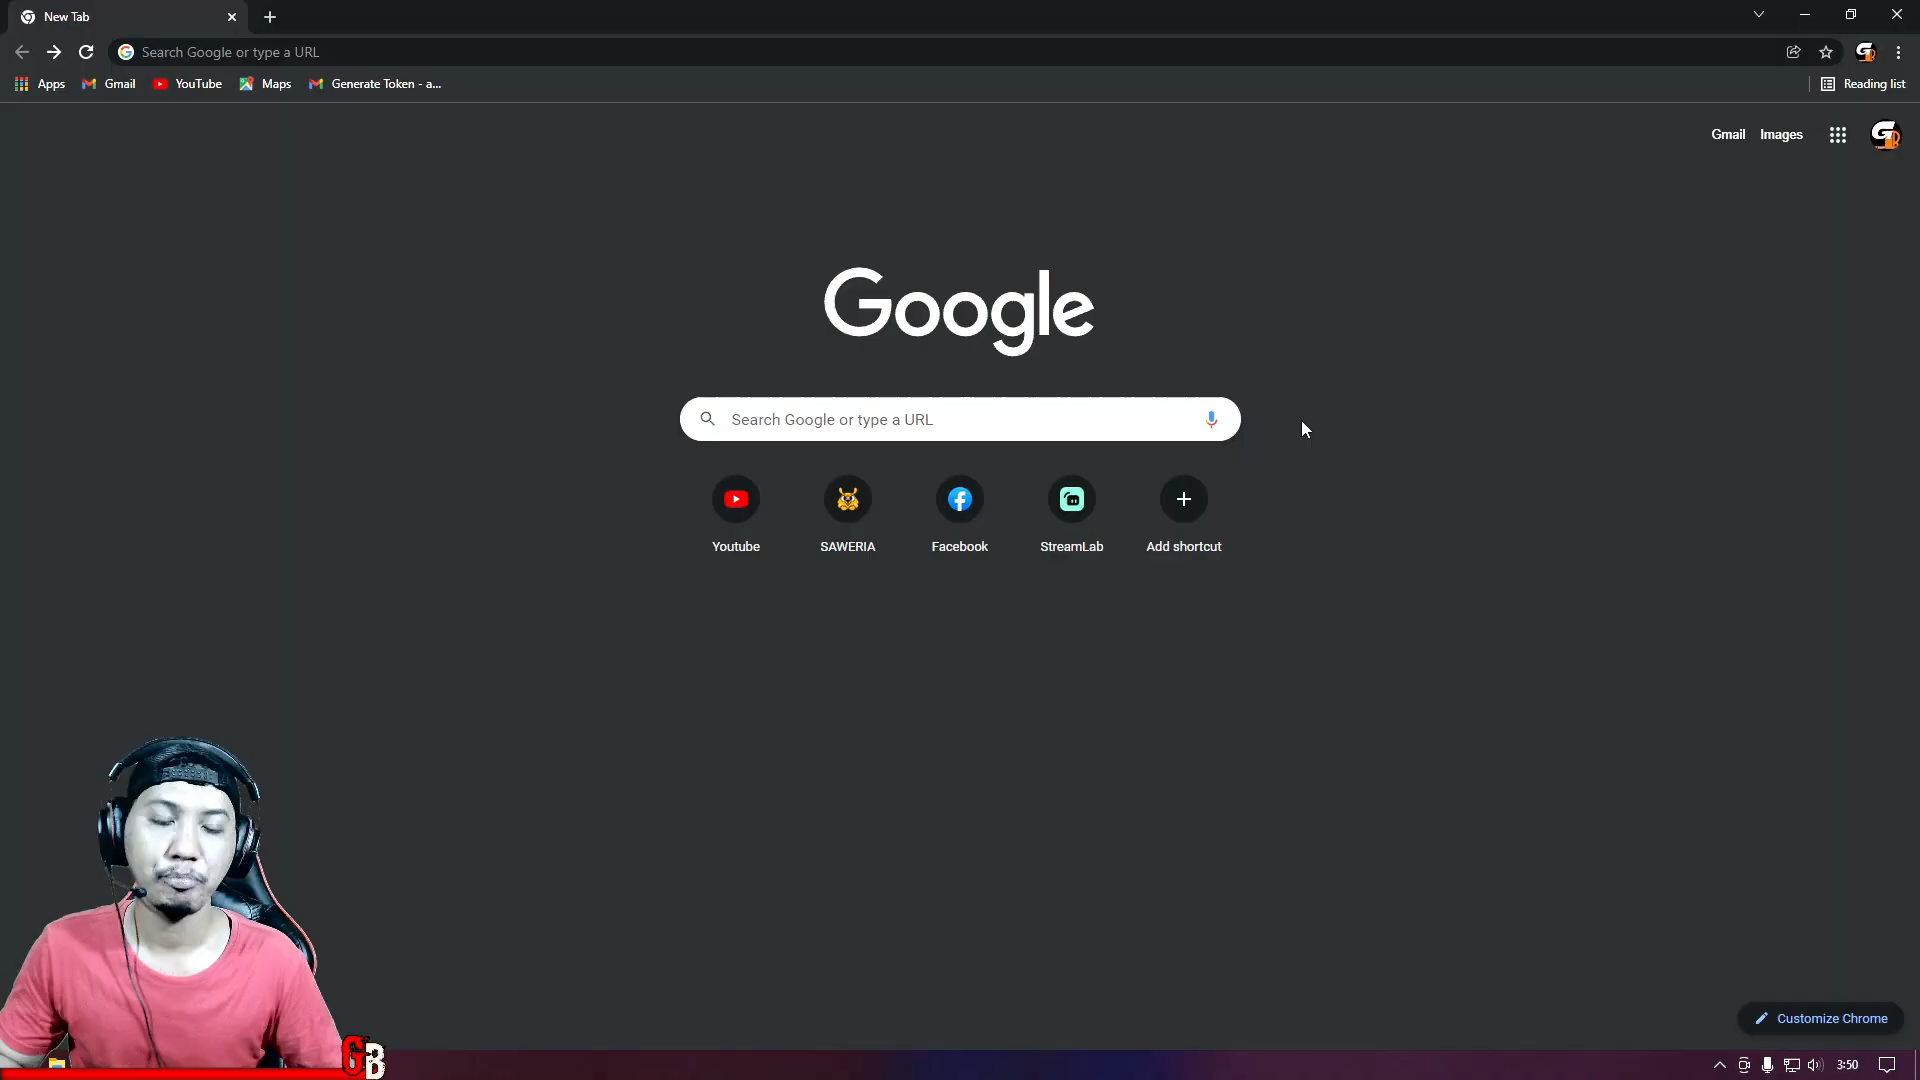 New Tab
Search Google or type a URL
Apps Gmail YouTube Maps Generate Token - a... Reading list
Gmail Images
Google
Search Google or type a URL
Youtube SAWERIA Facebook StreamLab Add shortcut
Customize Chrome
GB
3:50